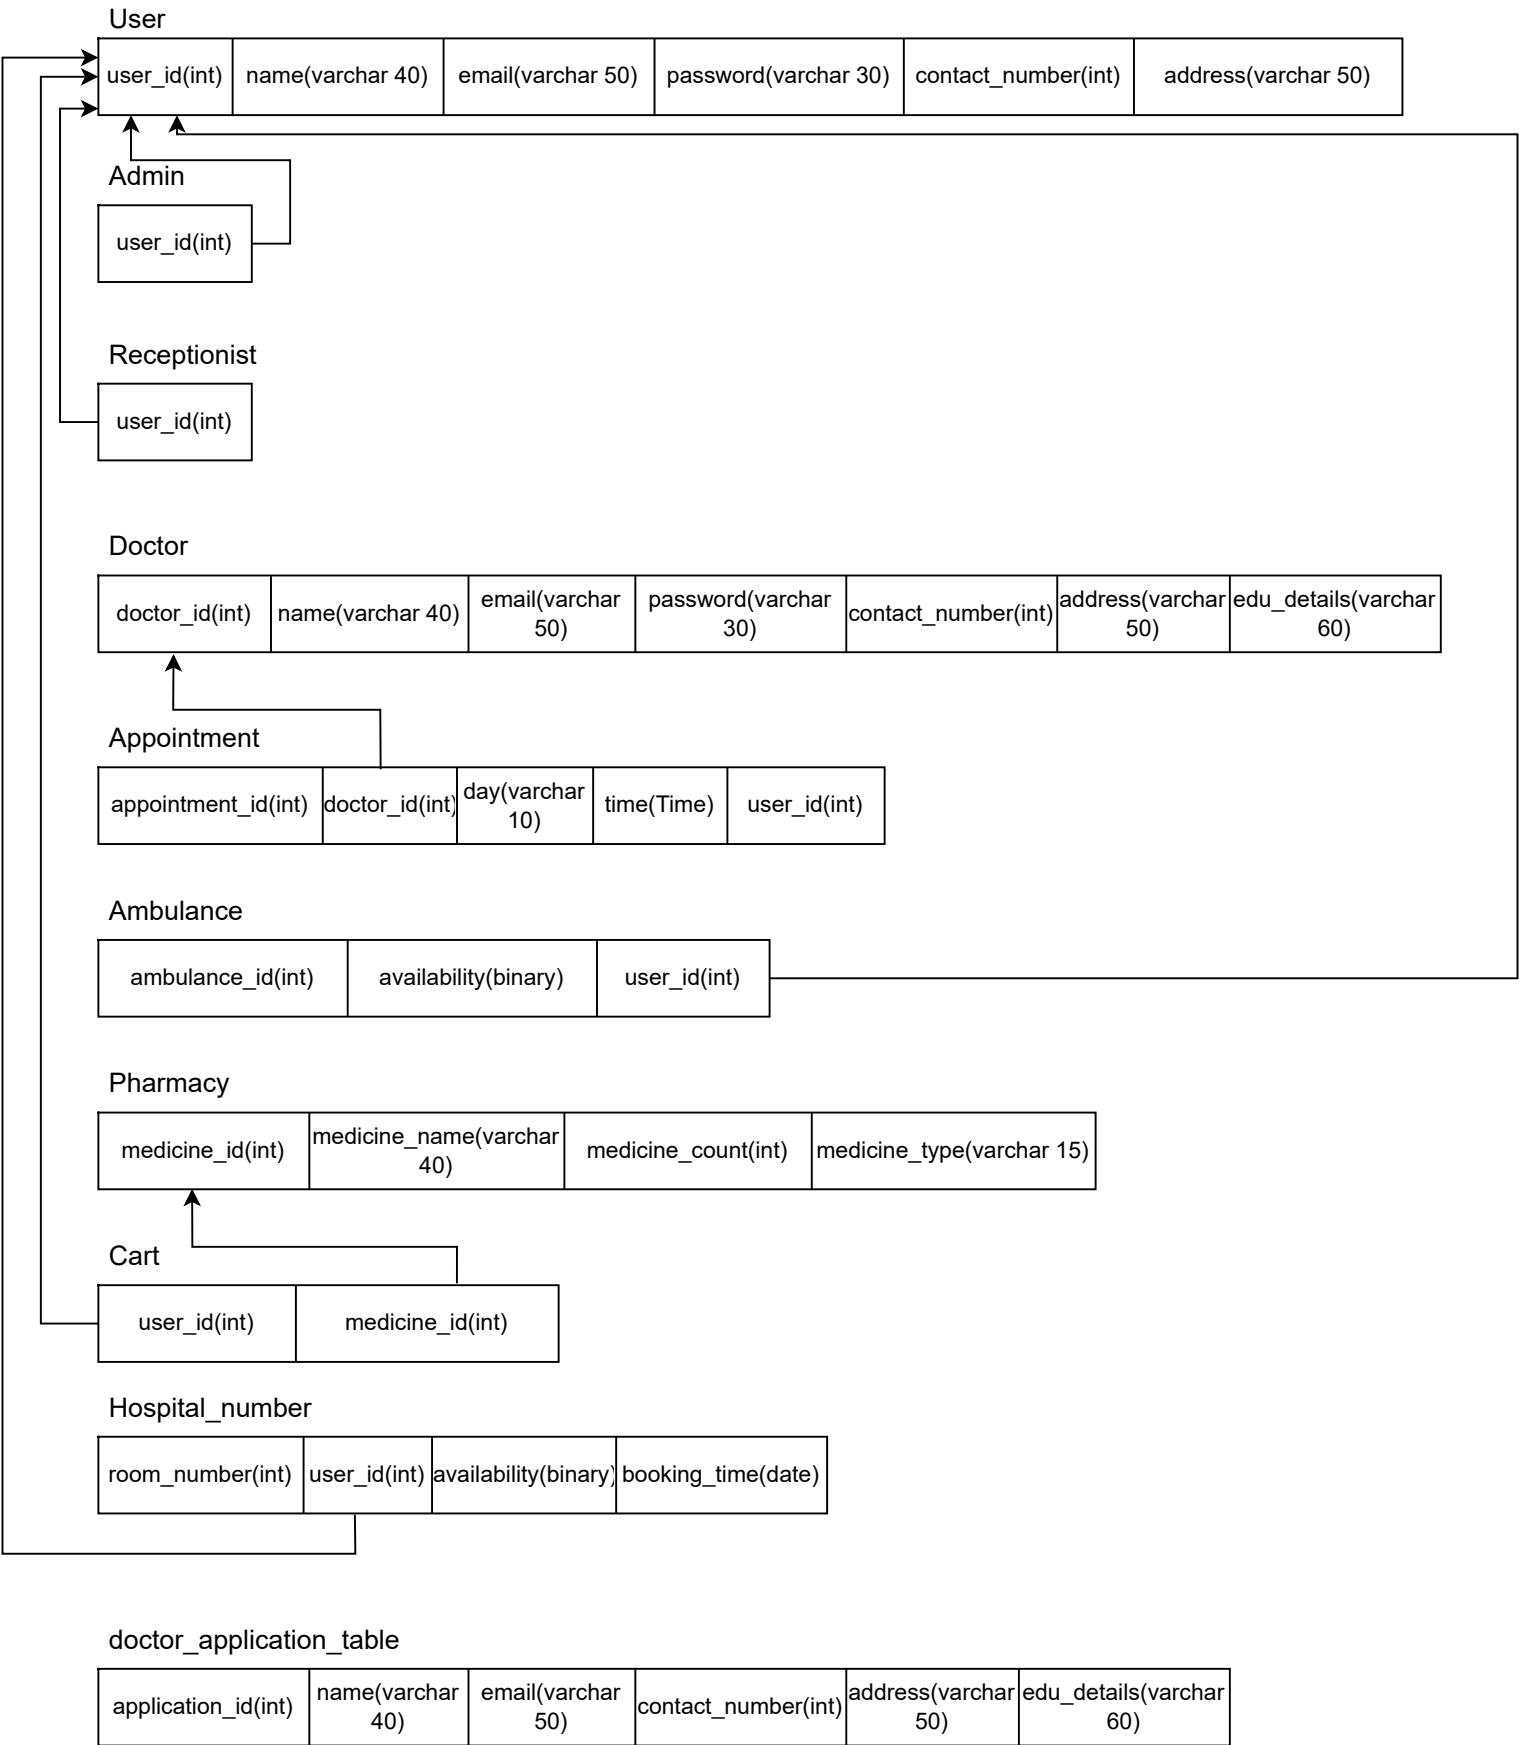 User
user_id(int) name(varchar 40) email(varchar 50) password(varchar 30) contact_number(int) address(varchar 50)
Admin
user_id(int)
Receptionist
user_id(int)
Doctor
doctor_id(int) name(varchar 40) email(varchar 50) password(varchar 30) contact_number(int) address(varchar 50) edu_details(varchar 60)
Appointment
appointment_id(int) doctor_id(int) day(varchar 10) time(Time) user_id(int)
Ambulance
ambulance_id(int) availability(binary) user_id(int)
Pharmacy
medicine_id(int) medicine_name(varchar 40) medicine_count(int) medicine_type(varchar 15)
Cart
user_id(int) medicine_id(int)
Hospital_number
room_number(int) user_id(int) availability(binary) booking_time(date)
doctor_application_table
application_id(int) name(varchar 40) email(varchar 50) contact_number(int) address(varchar 50) edu_details(varchar 60)